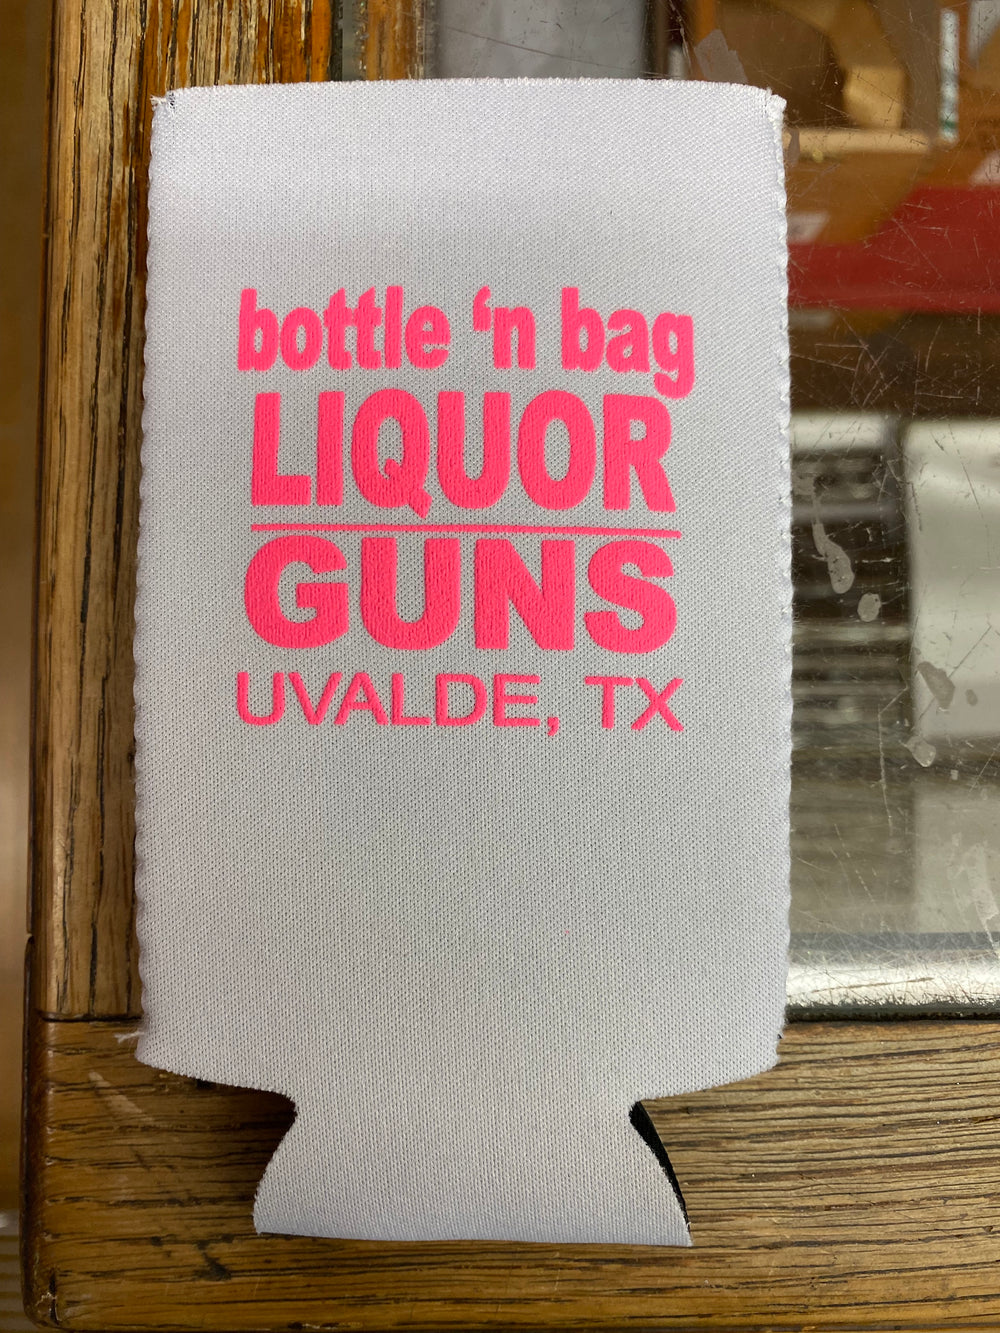 bottle ‘n bag
LIQUOR
GUNS
UVALDE, TX